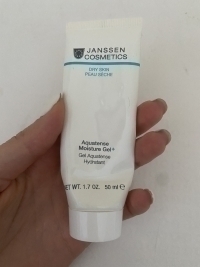 JANSSEN
COSMETICS
DRY SKIN
PEAU SÈCHE
Aquatense
Moisture Gel+
Gel Aquatense
Hydratant
NET WT. 1.7 OZ. 50 ml ℮